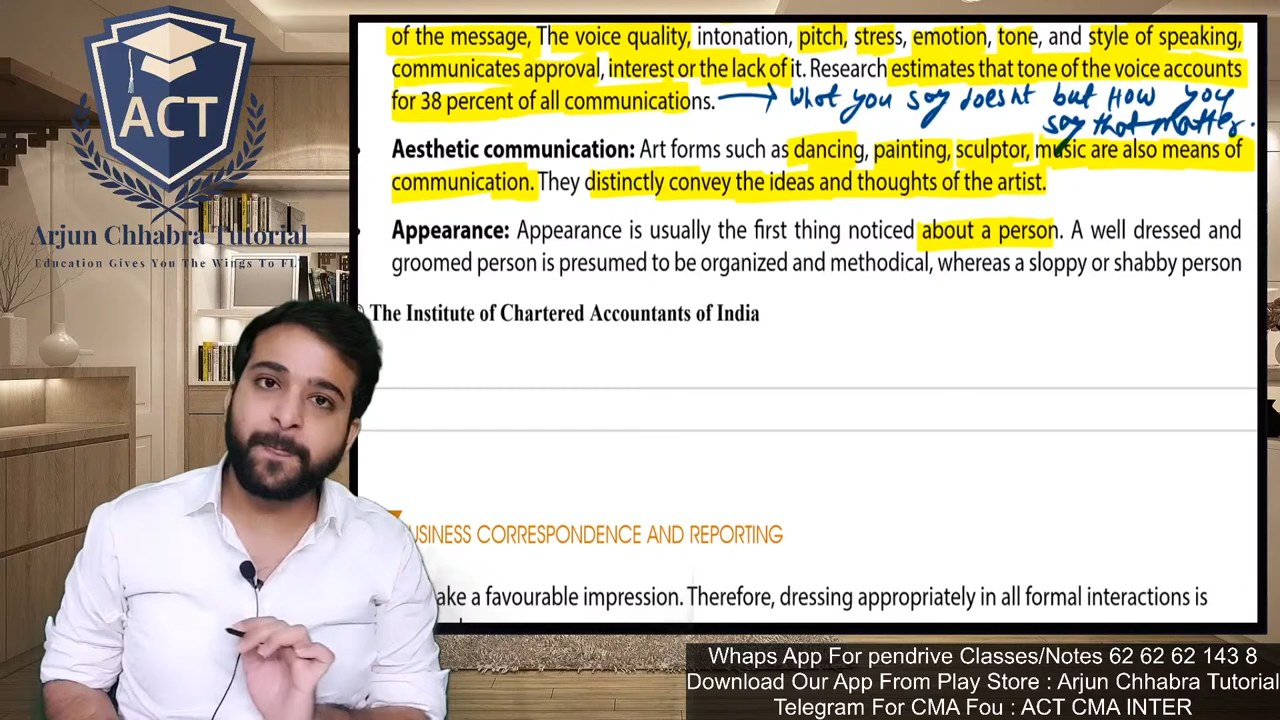 ACT
Arjun Chhabra Tutorial
Education Gives You The Wings To FL
of the message, The voice quality, intonation, pitch, stress, emotion, tone, and style of speaking,
communicates approval, interest or the lack of it. Research estimates that tone of the voice accounts
for 38 percent of all communications. → What you say doesnt but How you
say that matter.
• Aesthetic communication: Art forms such as dancing, painting, sculptor, music are also means of
communication. They distinctly convey the ideas and thoughts of the artist.
• Appearance: Appearance is usually the first thing noticed about a person. A well dressed and
groomed person is presumed to be organized and methodical, whereas a sloppy or shabby person
© The Institute of Chartered Accountants of India
USINESS CORRESPONDENCE AND REPORTING
ake a favourable impression. Therefore, dressing appropriately in all formal interactions is
Whaps App For pendrive Classes/Notes 62 62 62 143 8
Download Our App From Play Store : Arjun Chhabra Tutorial
Telegram For CMA Fou : ACT CMA INTER